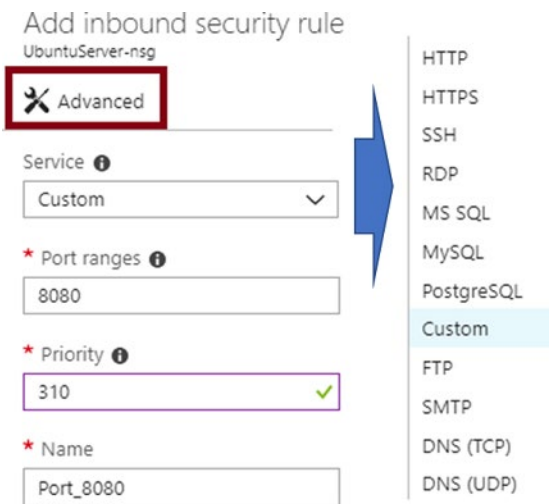 Add inbound security rule
UbuntuServer-nsg
Advanced
Service
Custom
* Port ranges
8080
* Priority
310
* Name
Port_8080
HTTP
HTTPS
SSH
RDP
MS SQL
MySQL
PostgreSQL
Custom
FTP
SMTP
DNS (TCP)
DNS (UDP)